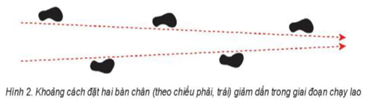 Hình 2. Khoảng cách đặt hai bàn chân (theo chiều phải, trái) giảm dần trong giai đoạn chạy lao